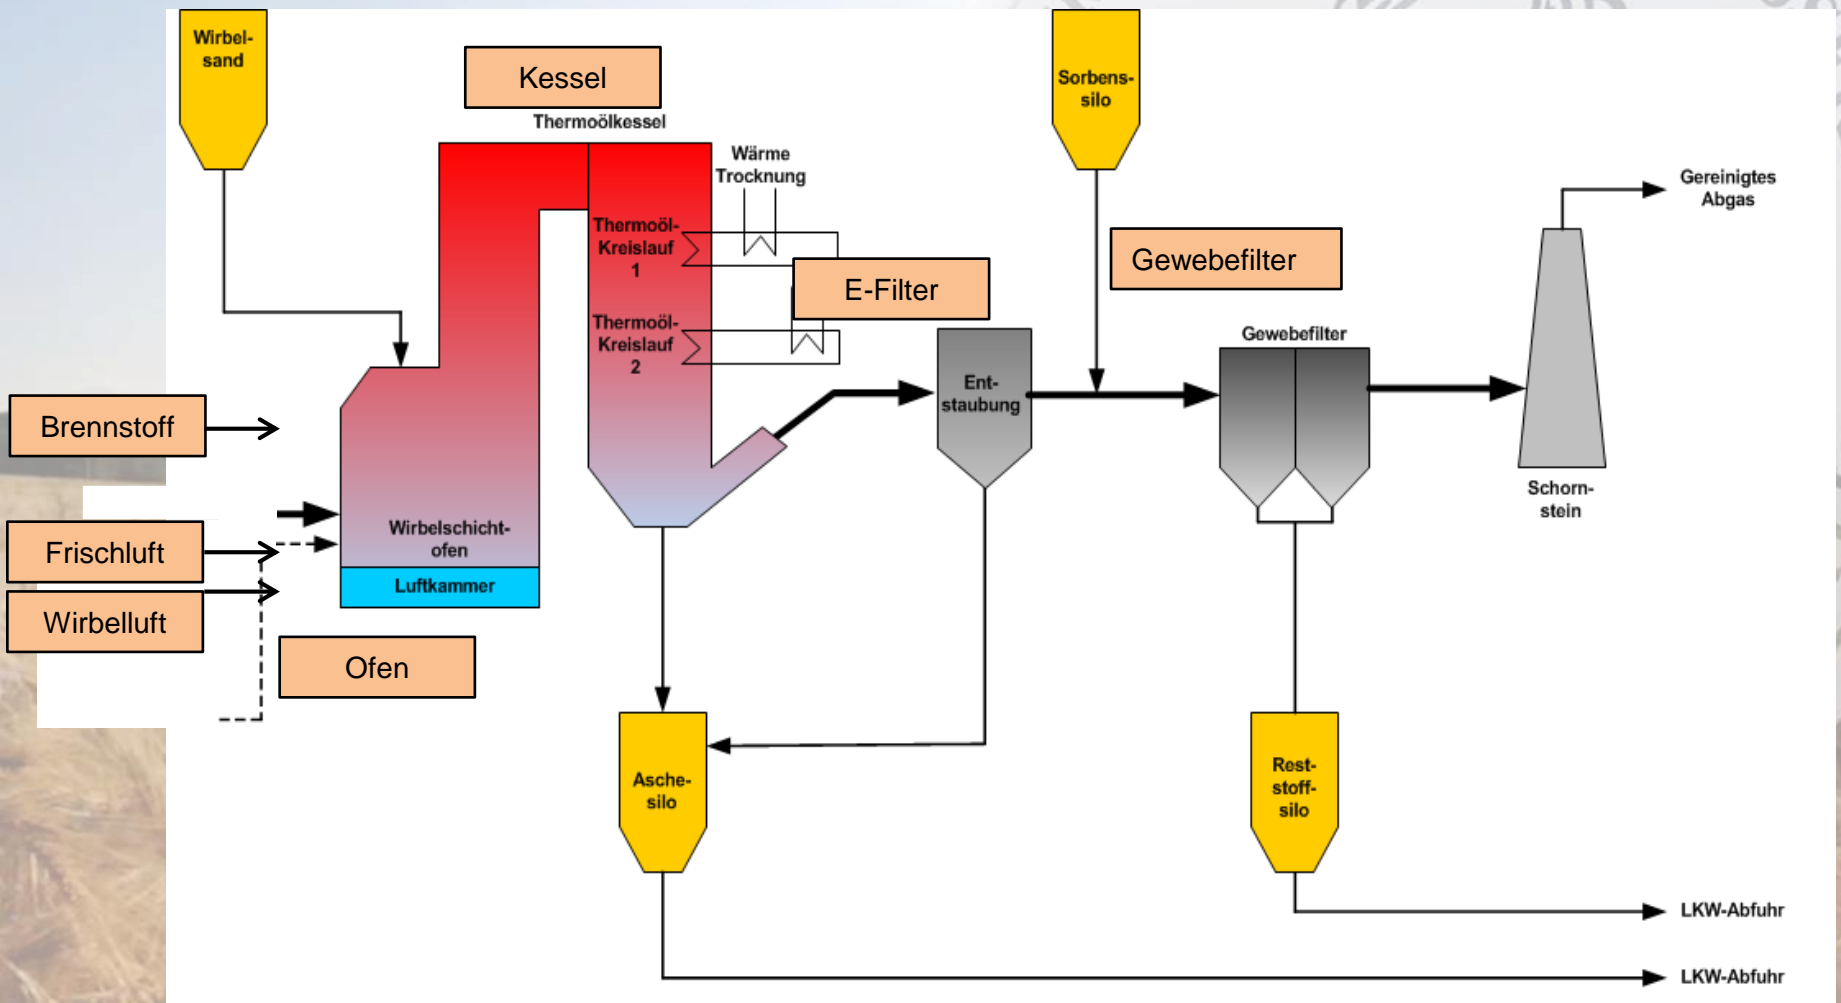 Wirbel-
sand
Kessel
Thermoölkessel
Sorbens-
silo
Wärme
Trocknung
Gereinigtes
Abgas
Thermoöl-
Kreislauf
1
E-Filter
Gewebefilter
Thermoöl-
Kreislauf
2
Gewebefilter
Ent-
staubung
Brennstoff
Schorn-
stein
Frischluft
Wirbelschicht-
ofen
Luftkammer
Wirbelluft
Ofen
Asche-
silo
Rest-
stoff-
silo
LKW-Abfuhr
LKW-Abfuhr